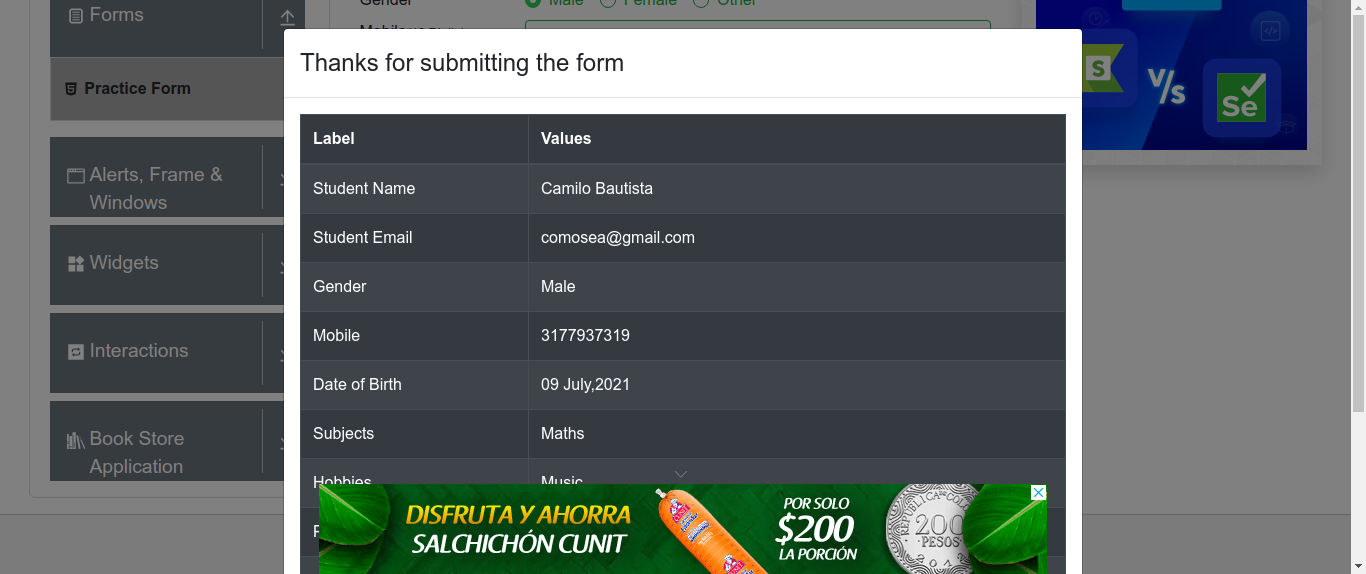 Forms
Gender Male Female Other
Practice Form
Thanks for submitting the form
Label Values
Student Name Camilo Bautista
Student Email comosea@gmail.com
Gender Male
Mobile 3177937319
Date of Birth 09 July,2021
Subjects Maths
Hobbies Music
Alerts, Frame &
Windows
Widgets
Interactions
Book Store
Application
S
V/s
Se
DISFRUTA Y AHORRA
SALCHICHÓN CUNIT
POR SOLO
$200
LA PORCIÓN
200
PESOS